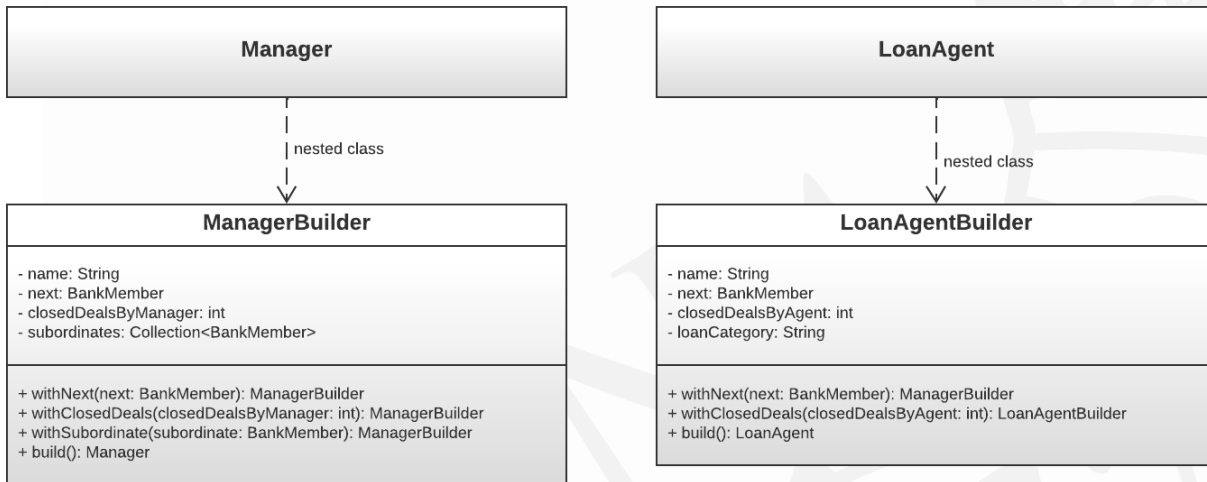 Manager
nested class
ManagerBuilder
- name: String
- next: BankMember
- closedDealsByManager: int
- subordinates: Collection<BankMember>
+ withNext(next: BankMember): ManagerBuilder
+ withClosedDeals(closedDealsByManager: int): ManagerBuilder
+ withSubordinate(subordinate: BankMember): ManagerBuilder
+ build(): Manager
LoanAgent
nested class
LoanAgentBuilder
- name: String
- next: BankMember
- closedDealsByAgent: int
- loanCategory: String
+ withNext(next: BankMember): ManagerBuilder
+ withClosedDeals(closedDealsByAgent: int): LoanAgentBuilder
+ build(): LoanAgent